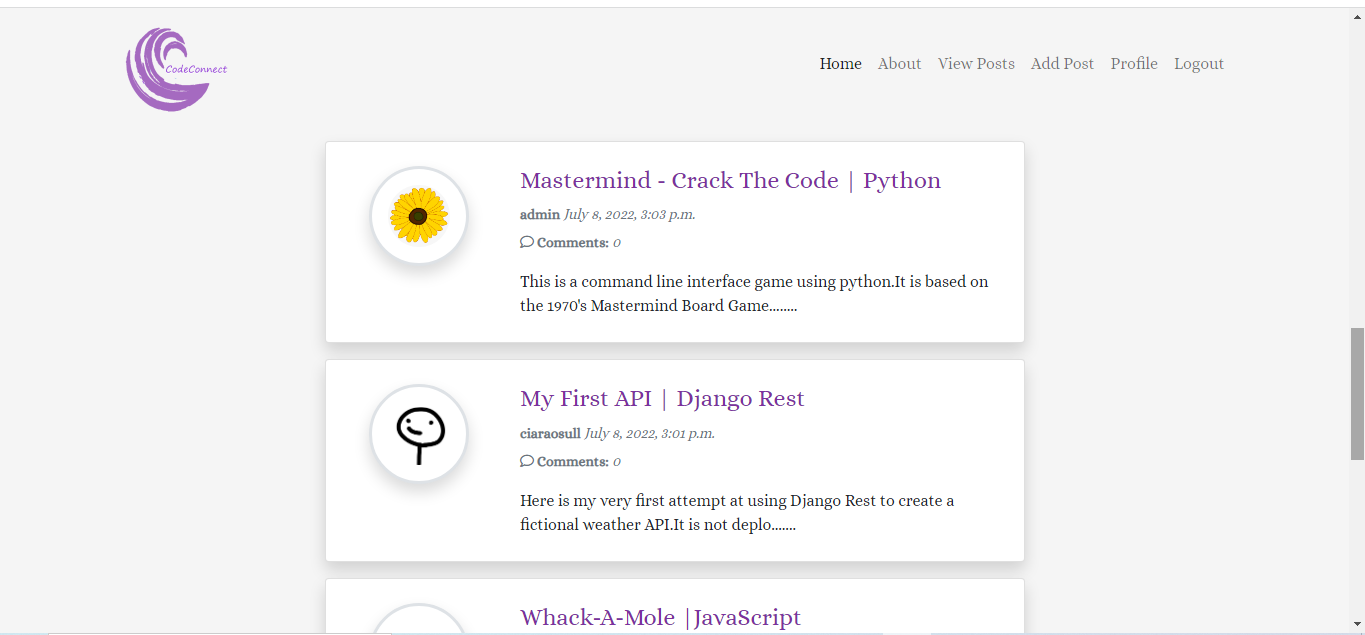 CodeConnect
Home About View Posts Add Post Profile Logout
Mastermind - Crack The Code | Python
admin July 8, 2022, 3:03 p.m.
Comments: 0
This is a command line interface game using python.It is based on
the 1970's Mastermind Board Game........
My First API | Django Rest
ciaraosull July 8, 2022, 3:01 p.m.
Comments: 0
Here is my very first attempt at using Django Rest to create a
fictional weather API.It is not deplo.......
Whack-A-Mole |JavaScript